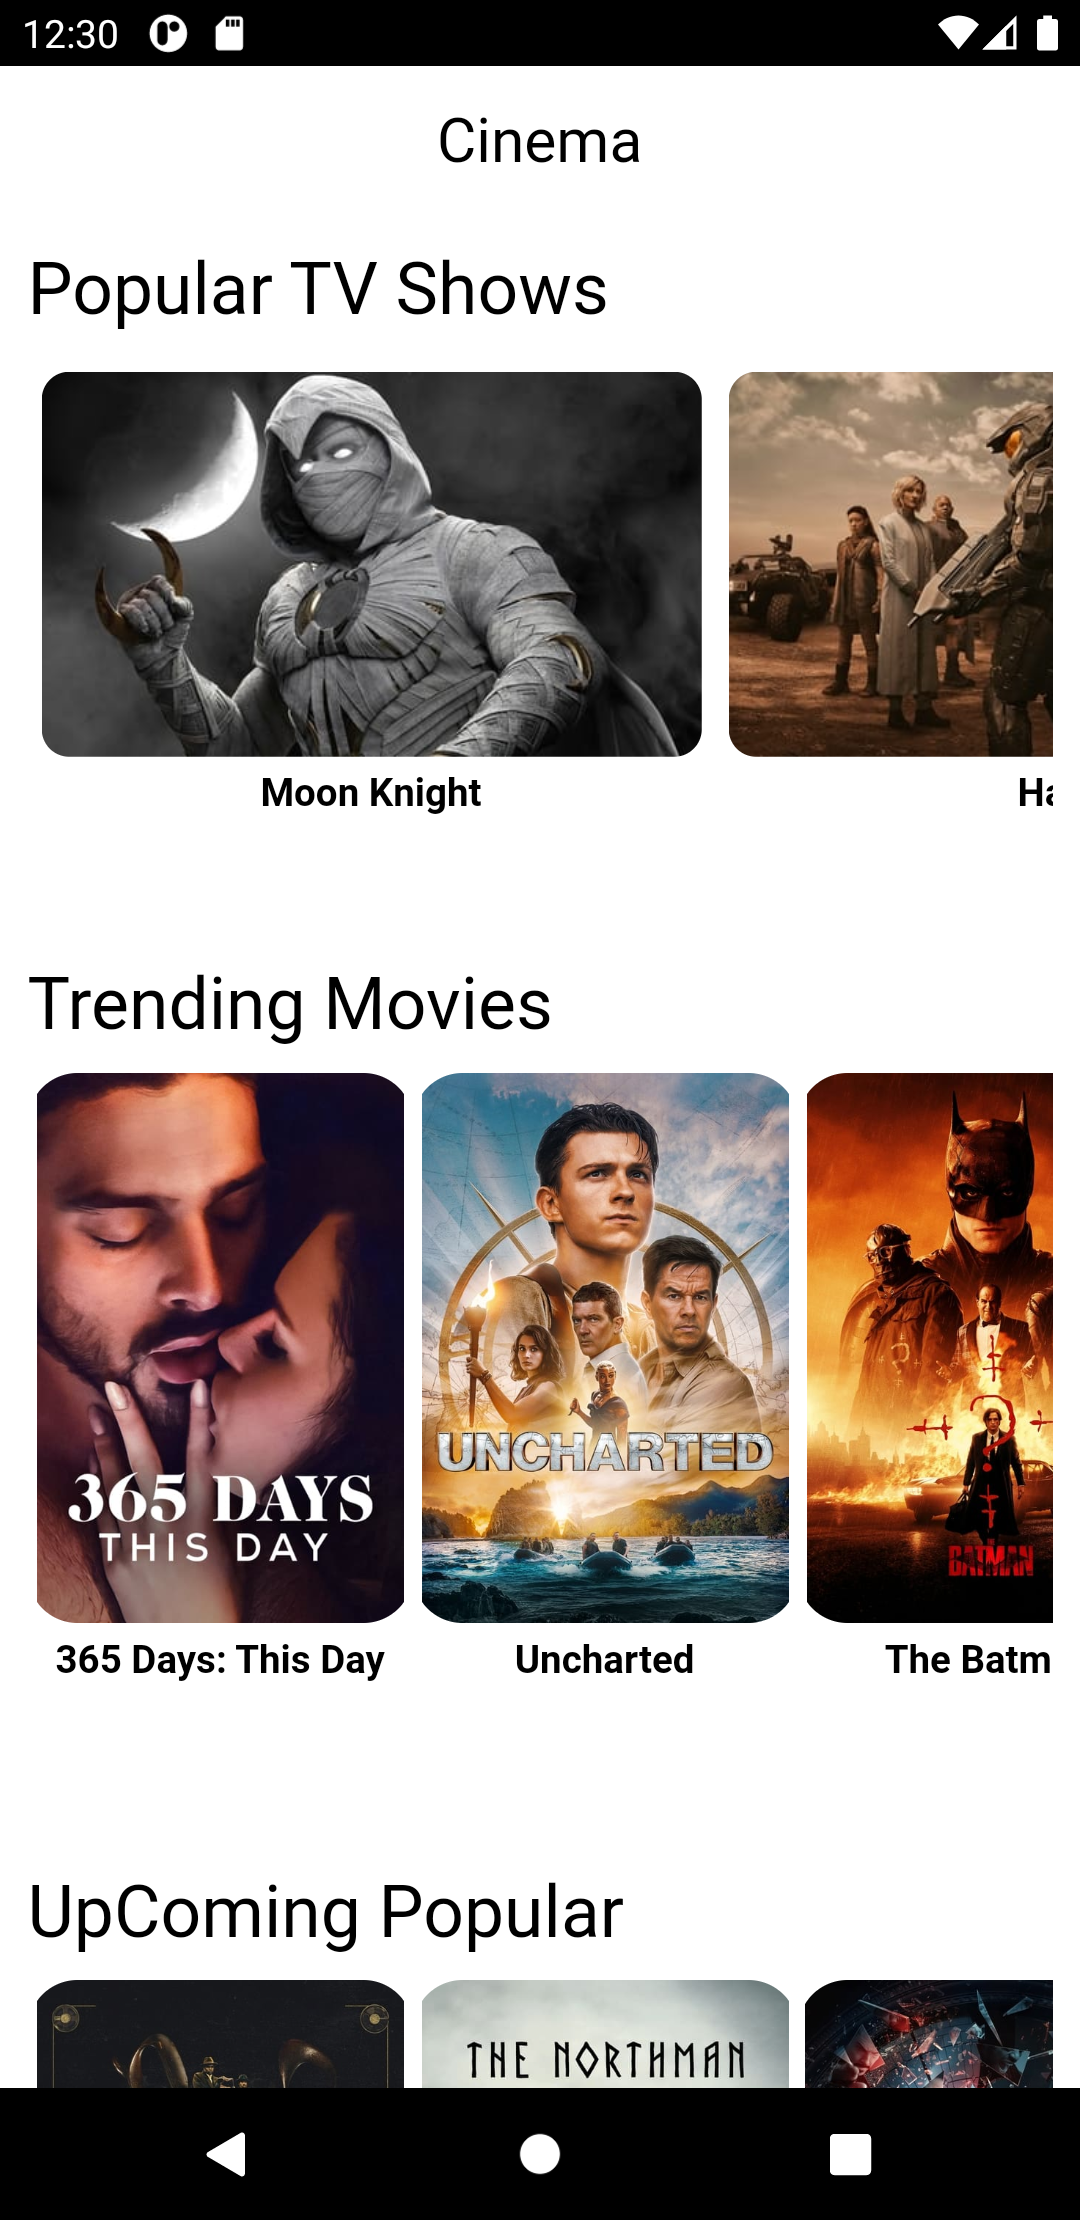 12:30
Cinema
Popular TV Shows
Moon Knight
Ha
Trending Movies
365 DAYS
THIS DAY
UNCHARTED
BATMAN
365 Days: This Day
Uncharted
The Batm
UpComing Popular
THE NORTHMAN